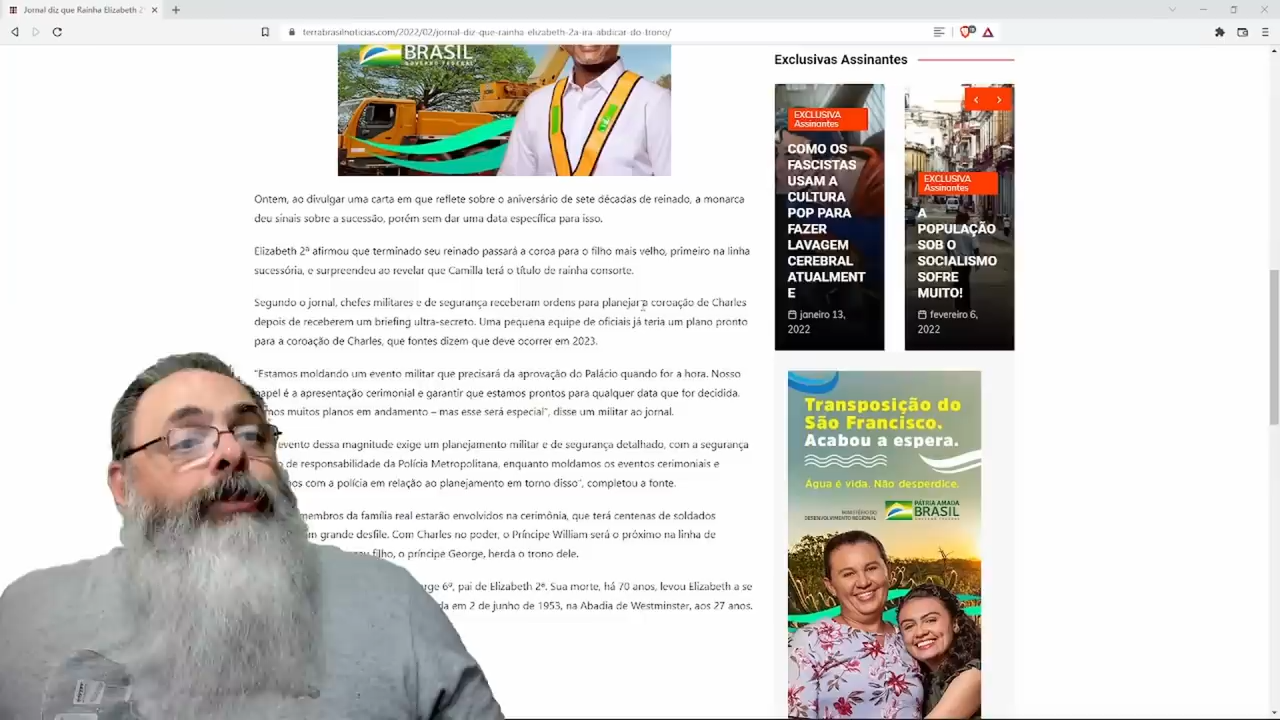 Jornal diz que Rainha Elizabeth 2
terrabrasilnoticias.com/2022/02/jornal-diz-que-rainha-elizabeth-2a-ira-abdicar-do-trono/
BRASIL
GOVERNO FEDERAL
Ontem, ao divulgar uma carta em que reflete sobre o aniversário de sete décadas de reinado, a monarca
deu sinais sobre a sucessão, porém sem dar uma data específica para isso.
Elizabeth 2ª afirmou que terminado seu reinado passará a coroa para o filho mais velho, primeiro na linha
sucessória, e surpreendeu ao revelar que Camilla terá o título de rainha consorte.
Segundo o jornal, chefes militares e de segurança receberam ordens para planejar a coroação de Charles
depois de receberem um briefing ultra-secreto. Uma pequena equipe de oficiais já teria um plano pronto
para a coroação de Charles, que fontes dizem que deve ocorrer em 2023.
"Estamos moldando um evento militar que precisará da aprovação do Palácio quando for a hora. Nosso
papel é a apresentação cerimonial e garantir que estamos prontos para qualquer data que for decidida.
mos muitos planos em andamento – mas esse será especial", disse um militar ao jornal.
evento dessa magnitude exige um planejamento militar e de segurança detalhado, com a segurança
de responsabilidade da Polícia Metropolitana, enquanto moldamos os eventos cerimoniais e
nos com a polícia em relação ao planejamento em torno disso", completou a fonte.
membros da família real estarão envolvidos na cerimônia, que terá centenas de soldados
m grande desfile. Com Charles no poder, o Príncipe William será o próximo na linha de
filho, o príncipe George, herda o trono dele.
rge 6º, pai de Elizabeth 2ª. Sua morte, há 70 anos, levou Elizabeth a se
da em 2 de junho de 1953, na Abadia de Westminster, aos 27 anos.
Exclusivas Assinantes
EXCLUSIVA
Assinantes
COMO OS
FASCISTAS
USAM A
CULTURA
POP PARA
FAZER
LAVAGEM
CEREBRAL
ATUALMENT
E
janeiro 13,
2022
EXCLUSIVA
Assinantes
A
POPULAÇÃO
SOB O
SOCIALISMO
SOFRE
MUITO!
fevereiro 6,
2022
Transposição do
São Francisco.
Acabou a espera.
Água é vida. Não desperdice.
MINISTÉRIO DO
DESENVOLVIMENTO REGIONAL
PÁTRIA AMADA
BRASIL
GOVERNO FEDERAL